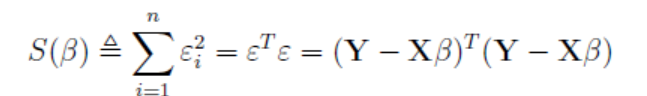 S(β) ≜ ∑_{i=1}^{n} ε_i^2 = ε^T ε = (Y − Xβ)^T (Y − Xβ)